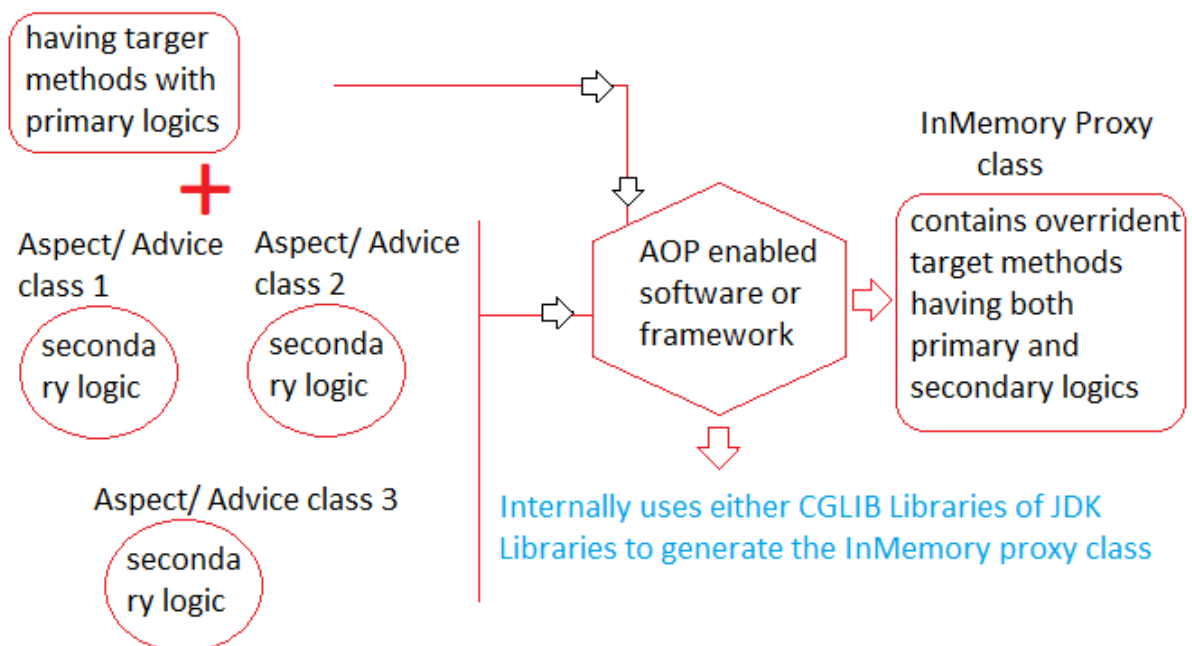 having targer
methods with
primary logics
Aspect/ Advice
class 1
seconda
ry logic
Aspect/ Advice
class 2
seconda
ry logic
Aspect/ Advice class 3
seconda
ry logic
AOP enabled
software or
framework
Internally uses either CGLIB Libraries of JDK
Libraries to generate the InMemory proxy class
InMemory Proxy
class
contains overrident
target methods
having both
primary and
secondary logics